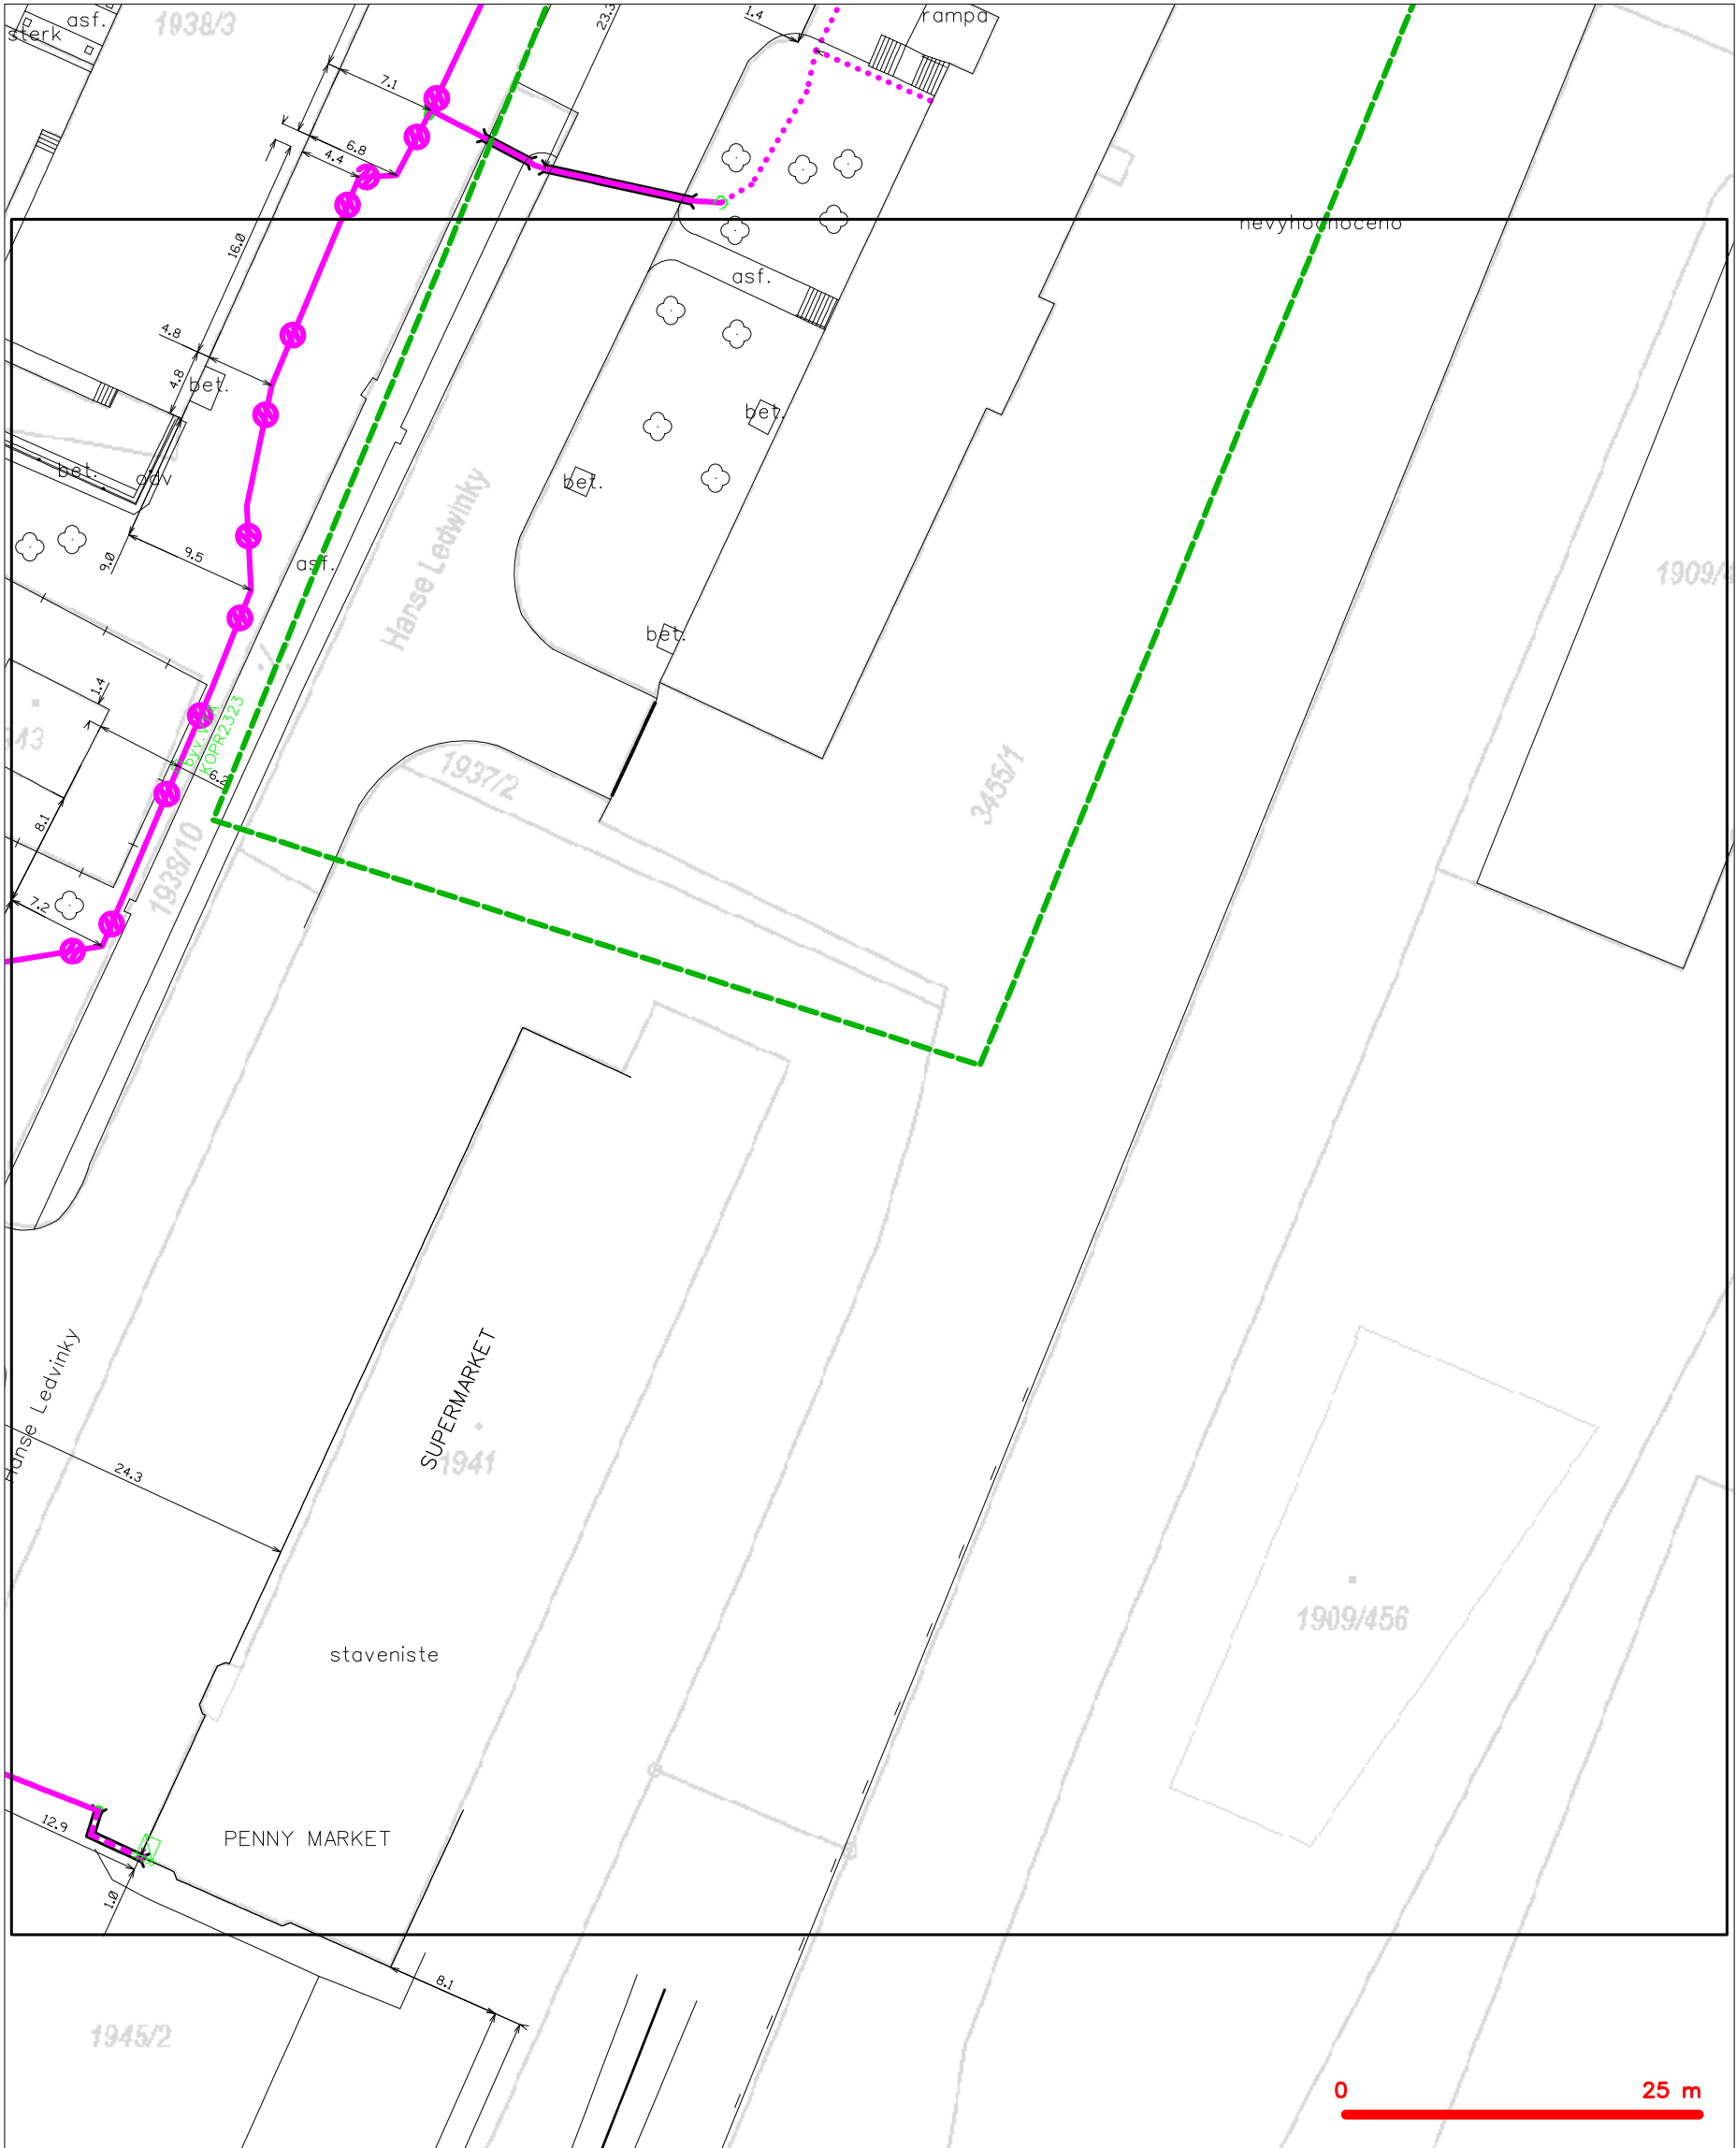 asf.
1938/3
sterk
23.3
1.4
rampa
7.1
6.8
4.4
nevyhodnoceno
16.0
asf.
4.8
4.8
bet.
bet.
bet.
odv
bet.
9.5
9.0
asf.
Hanse Ledwinky
1909/4
bet.
1.4
KOPR2323
6.2
1937/2
3455/1
8.1
1938/10
7.2
Hanse Ledvinky
SUPERMARKET
1941
24.3
1909/456
staveniste
12.9
PENNY MARKET
1.0
8.1
1945/2
0 25 m